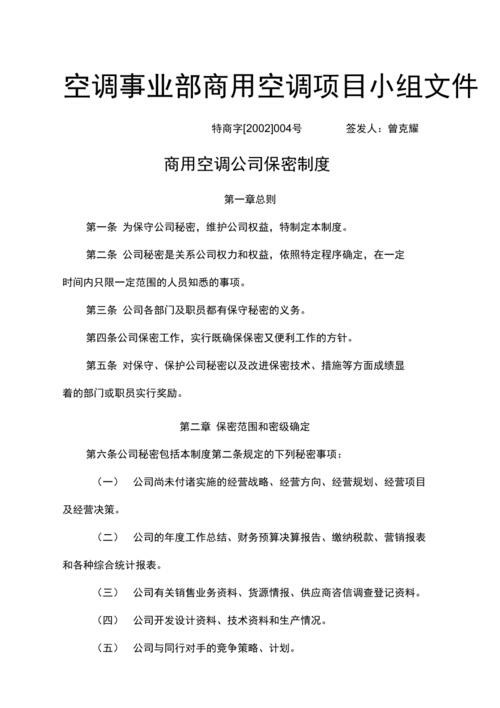 空调事业部商用空调项目小组文件
特商字[2002]004号 签发人：曾克耀
商用空调公司保密制度
第一章总则
第一条 为保守公司秘密，维护公司权益，特制定本制度。
第二条 公司秘密是关系公司权力和权益，依照特定程序确定，在一定
时间内只限一定范围的人员知悉的事项。
第三条 公司各部门及职员都有保守秘密的义务。
第四条公司保密工作，实行既确保保密又便利工作的方针。
第五条 对保守、保护公司秘密以及改进保密技术、措施等方面成绩显
着的部门或职员实行奖励。
第二章 保密范围和密级确定
第六条公司秘密包括本制度第二条规定的下列秘密事项：
（一） 公司尚未付诸实施的经营战略、经营方向、经营规划、经营项目
及经营决策。
（二） 公司的年度工作总结、财务预算决算报告、缴纳税款、营销报表
和各种综合统计报表。
（三） 公司有关销售业务资料、货源情报、供应商咨信调查登记资料。
（四） 公司开发设计资料、技术资料和生产情况。
（五） 公司与同行对手的竞争策略、计划。